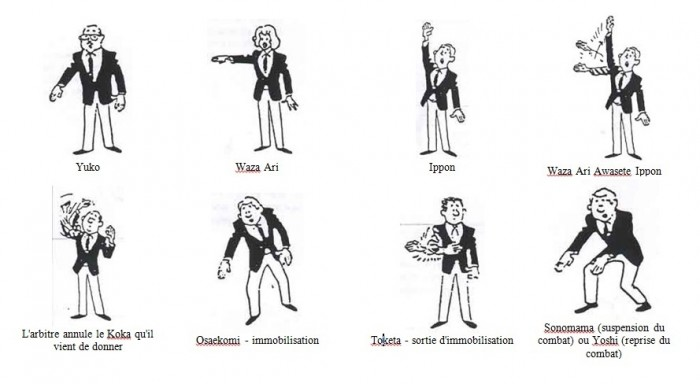 Yuko
Waza Ari
Ippon
Waza Ari Awasete Ippon
L'arbitre annule le Koka qu'il
vient de donner
Osaekomi - immobilisation
Toketa - sortie d'immobilisation
Sonomama (suspension du
combat) ou Yoshi (reprise du
combat)